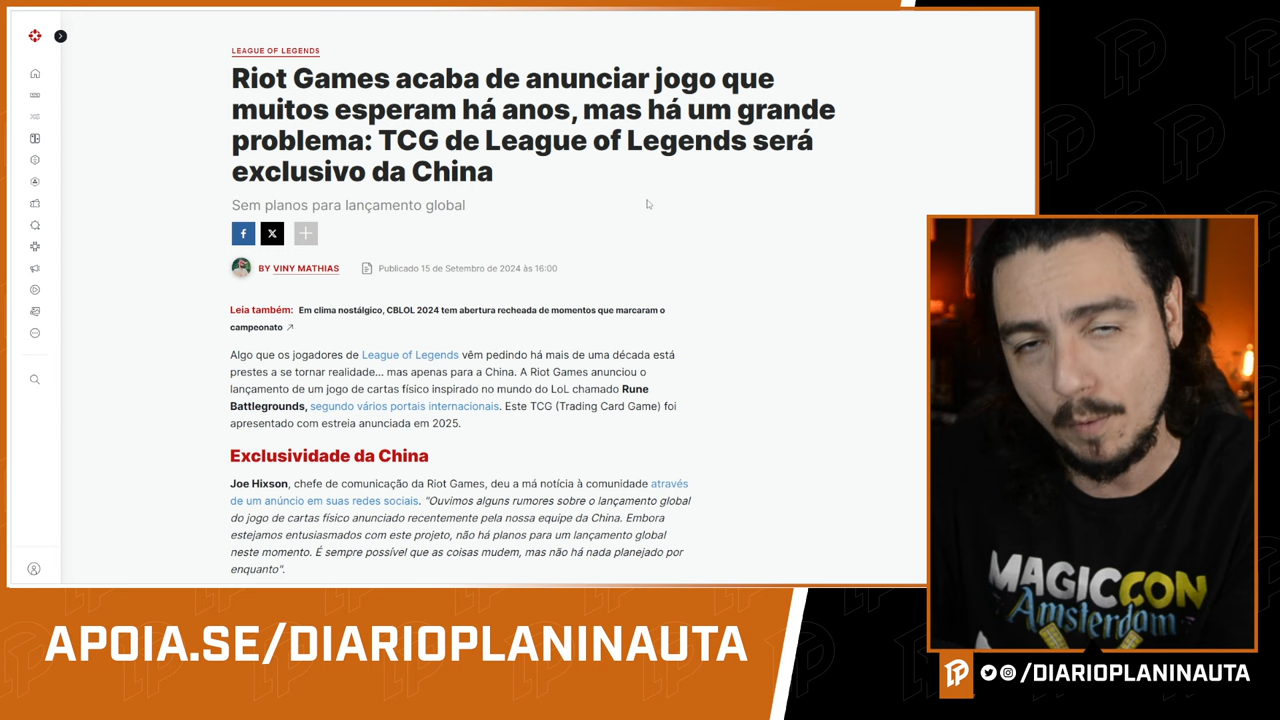 LEAGUE OF LEGENDS
Riot Games acaba de anunciar jogo que
muitos esperam há anos, mas há um grande
problema: TCG de League of Legends será
exclusivo da China
Sem planos para lançamento global
BY VINY MATHIAS
Publicado 15 de Setembro de 2024 às 16:00
Leia também: Em clima nostálgico, CBLOL 2024 tem abertura recheada de momentos que marcaram o
campeonato
Algo que os jogadores de League of Legends vêm pedindo há mais de uma década está
prestes a se tornar realidade... mas apenas para a China. A Riot Games anunciou o
lançamento de um jogo de cartas físico inspirado no mundo do LoL chamado Rune
Battlegrounds, segundo vários portais internacionais. Este TCG (Trading Card Game) foi
apresentado com estreia anunciada em 2025.
Exclusividade da China
Joe Hixson, chefe de comunicação da Riot Games, deu a má notícia à comunidade através
de um anúncio em suas redes sociais. "Ouvimos alguns rumores sobre o lançamento global
do jogo de cartas físico anunciado recentemente pela nossa equipe da China. Embora
estejamos entusiasmados com este projeto, não há planos para um lançamento global
neste momento. É sempre possível que as coisas mudem, mas não há nada planejado por
enquanto".
MAGICCON
Amsterdam
APOIA.SE/DIARIOPLANINAUTA
/DIARIOPLANINAUTA